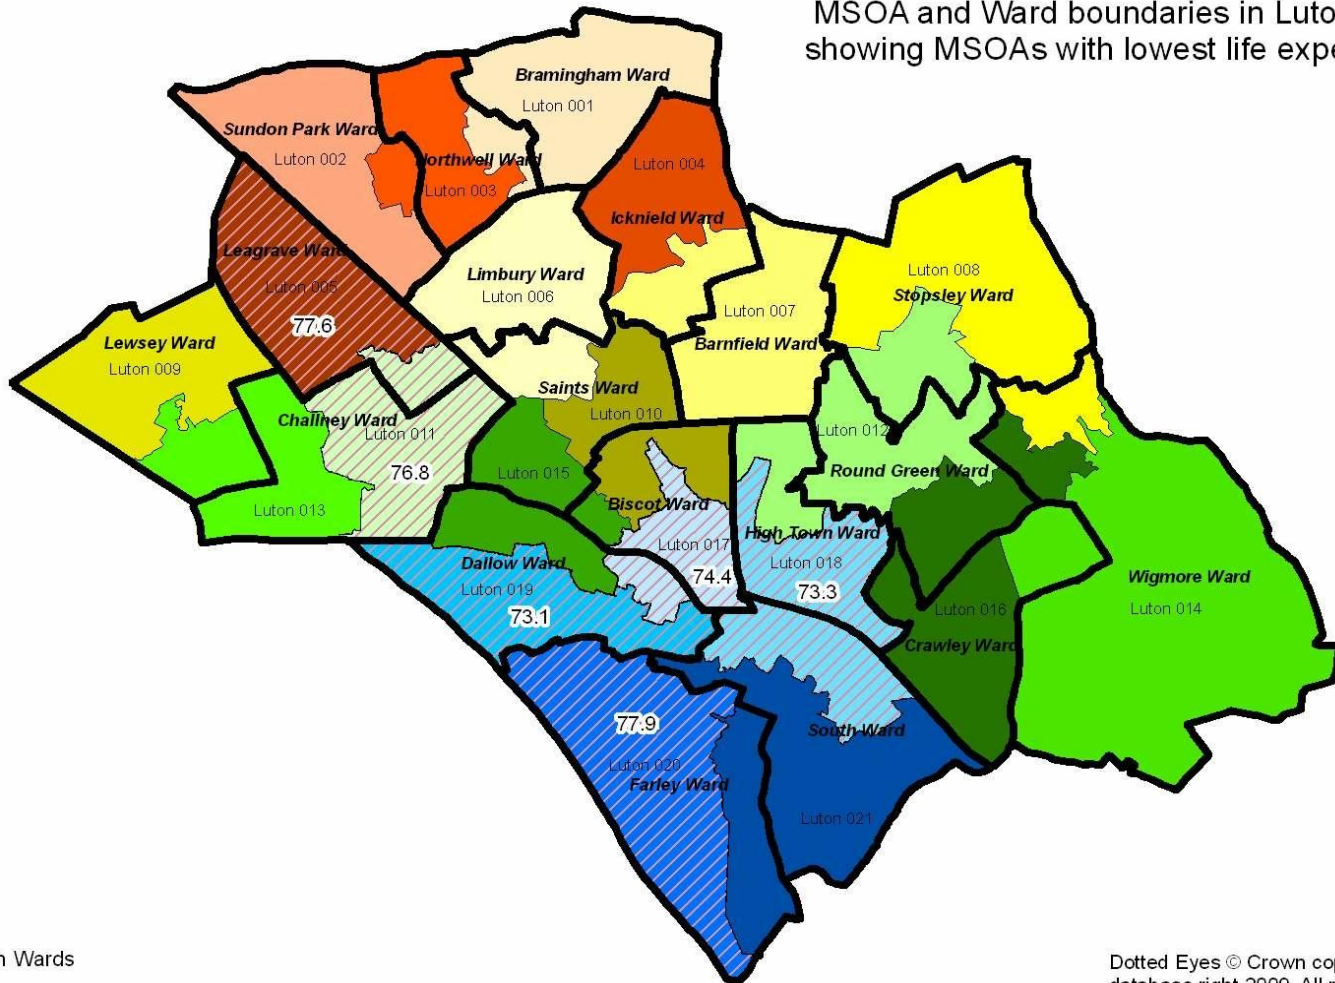 MSOA and Ward boundaries in Luto
showing MSOAs with lowest life expe
Bramingham Ward
Luton 001
Sundon Park Ward
Luton 002
Northwell Ward
Luton 003
Luton 004
Icknield Ward
Leagrave Ward
Luton 005
77.6
Limbury Ward
Luton 006
Luton 007
Barnfield Ward
Luton 008
Stopsley Ward
Lewsey Ward
Luton 009
Saints Ward
Luton 010
Challney Ward
Luton 011
76.8
Luton 012
Round Green Ward
Luton 015
Luton 013
Biscot Ward
Luton 017
74.4
High Town Ward
Luton 018
73.3
Dallow Ward
Luton 019
73.1
Wigmore Ward
Luton 014
Luton 016
Crawley Ward
77.9
Luton 020
Farley Ward
South Ward
Luton 021
n Wards
Dotted Eyes © Crown cop
database right 2009. All r